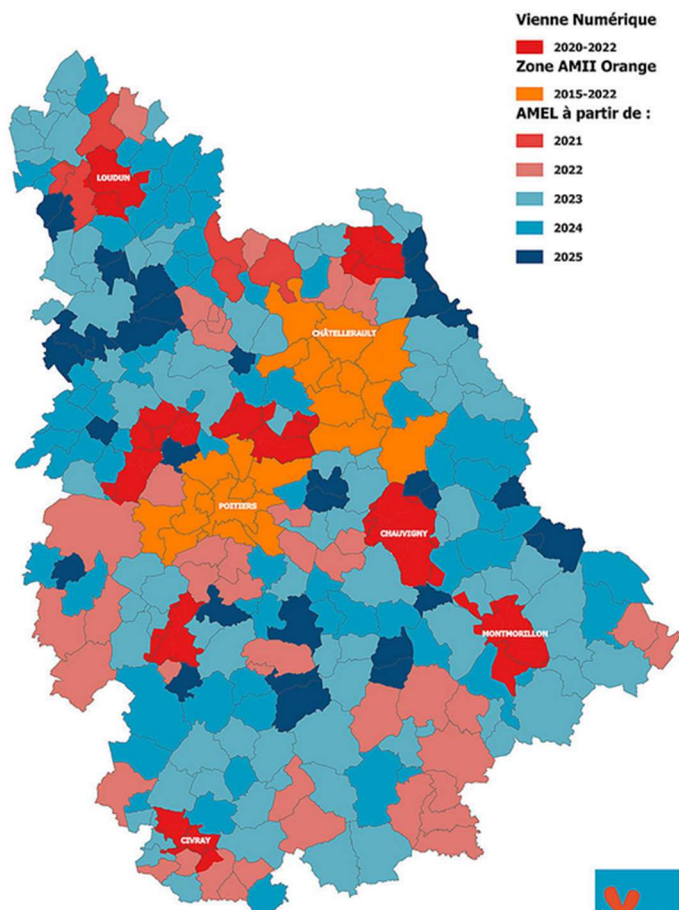 Vienne Numérique
2020-2022
Zone AMII Orange
2015-2022
AMEL à partir de :
2021
2022
2023
2024
2025
LOUDUN
CHÂTELLERAULT
POITIERS
CHAUVIGNY
MONTMORILLON
CIVRAY